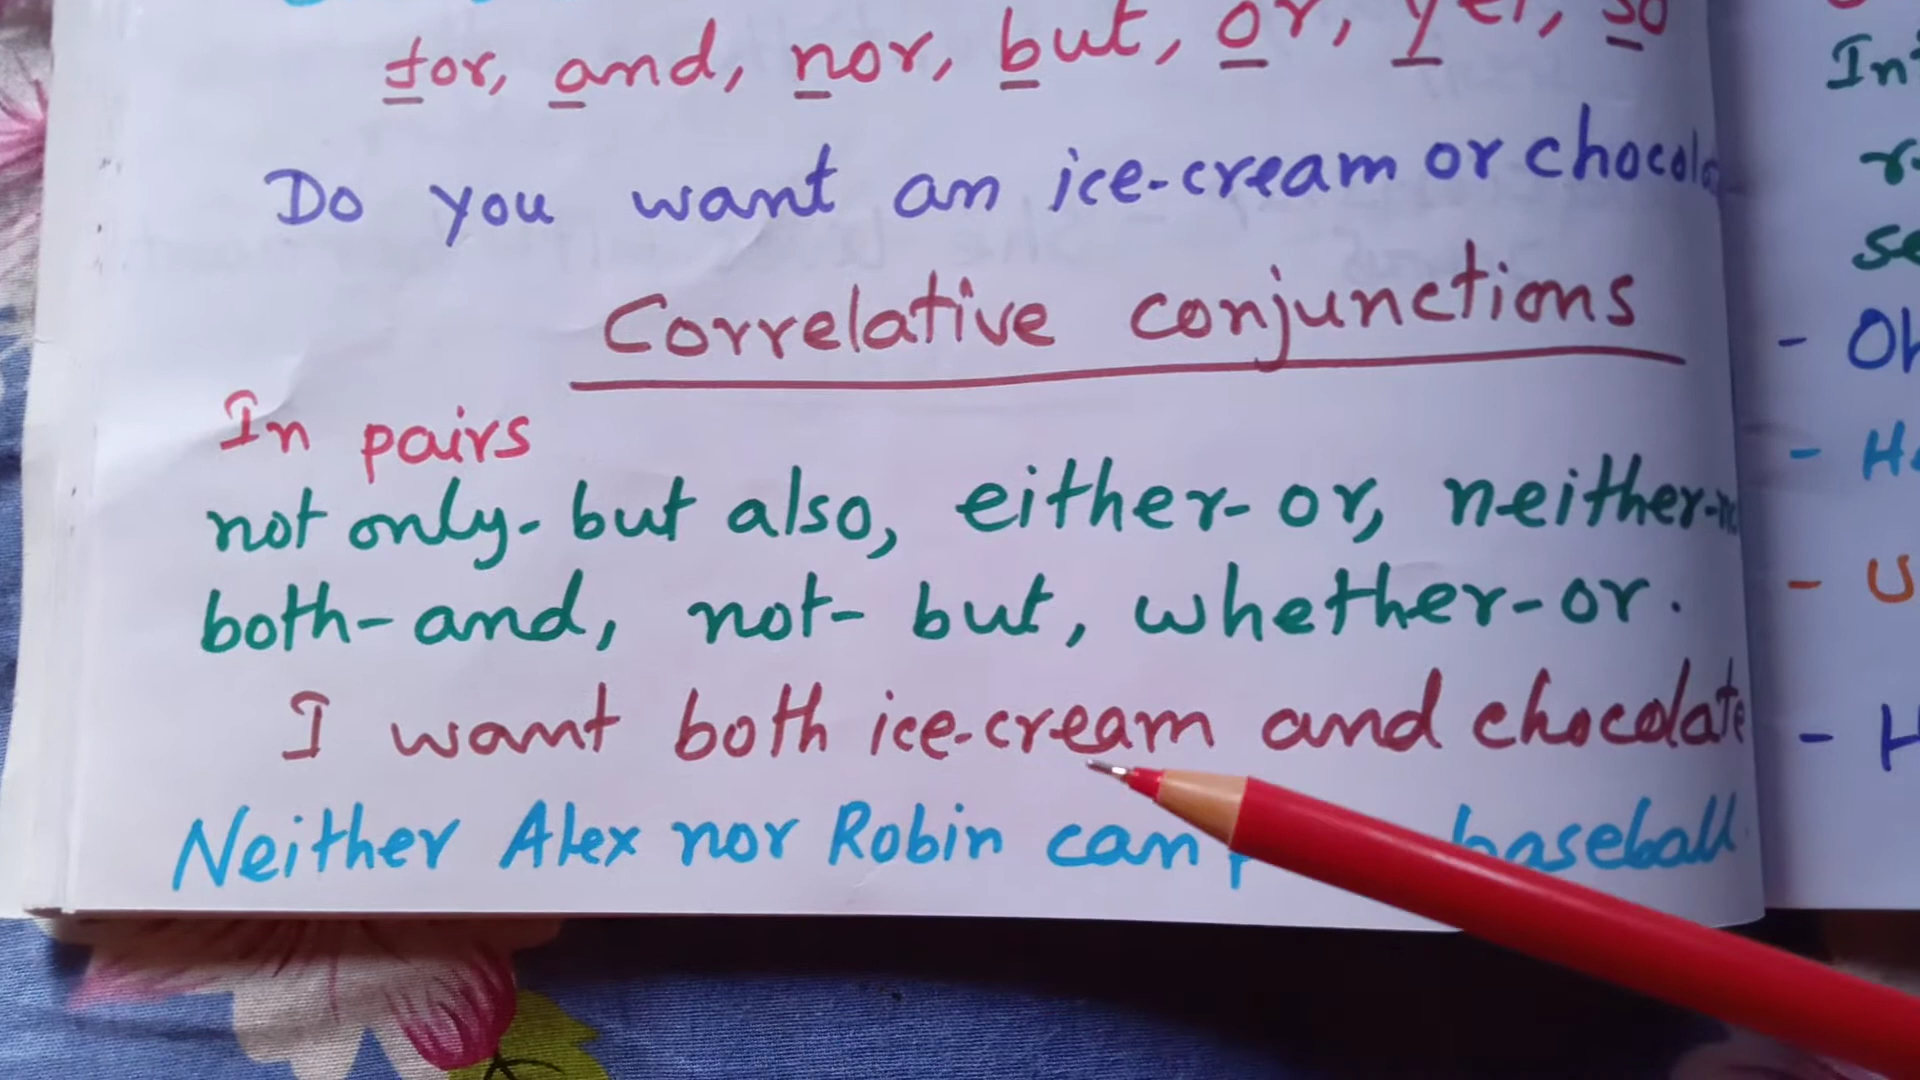 for, and, nor, but, or, yet, so
Do you want an ice-cream or
Correlative conjunctions
In pairs
not only- but also, either- or, neither-
both- and, not- but, whether- or.
I want both ice-cream and chocolate
Neither Alex nor Robin can baseball.